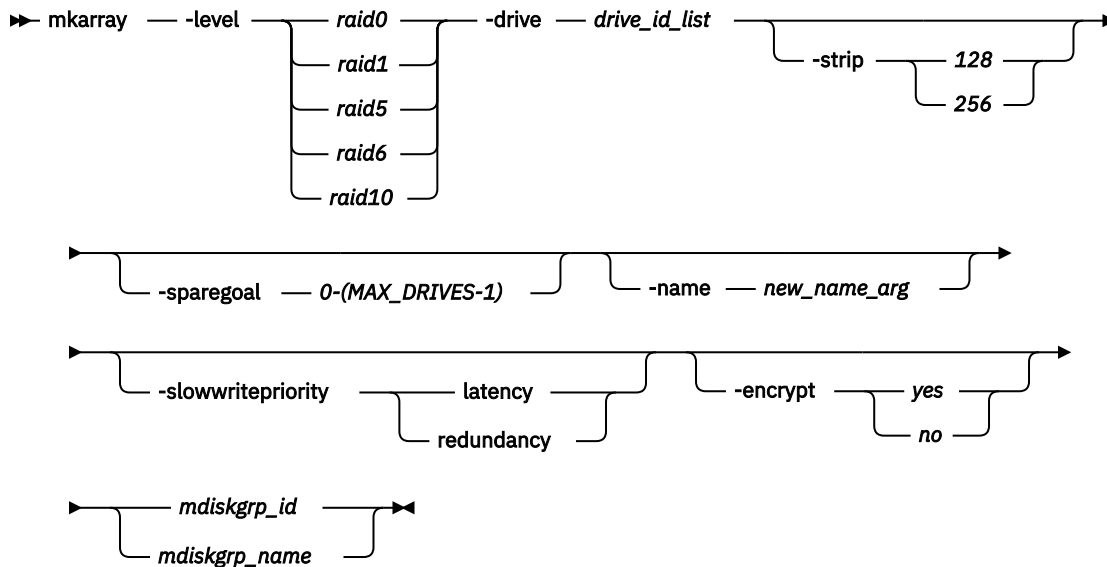 mkarray -level raid0 -drive drive_id_list
raid1 -strip 128
raid5 256
raid6
raid10
-sparegoal 0-(MAX_DRIVES-1) -name new_name_arg
-slowwritepriority latency -encrypt yes
redundancy no
mdiskgrp_id
mdiskgrp_name